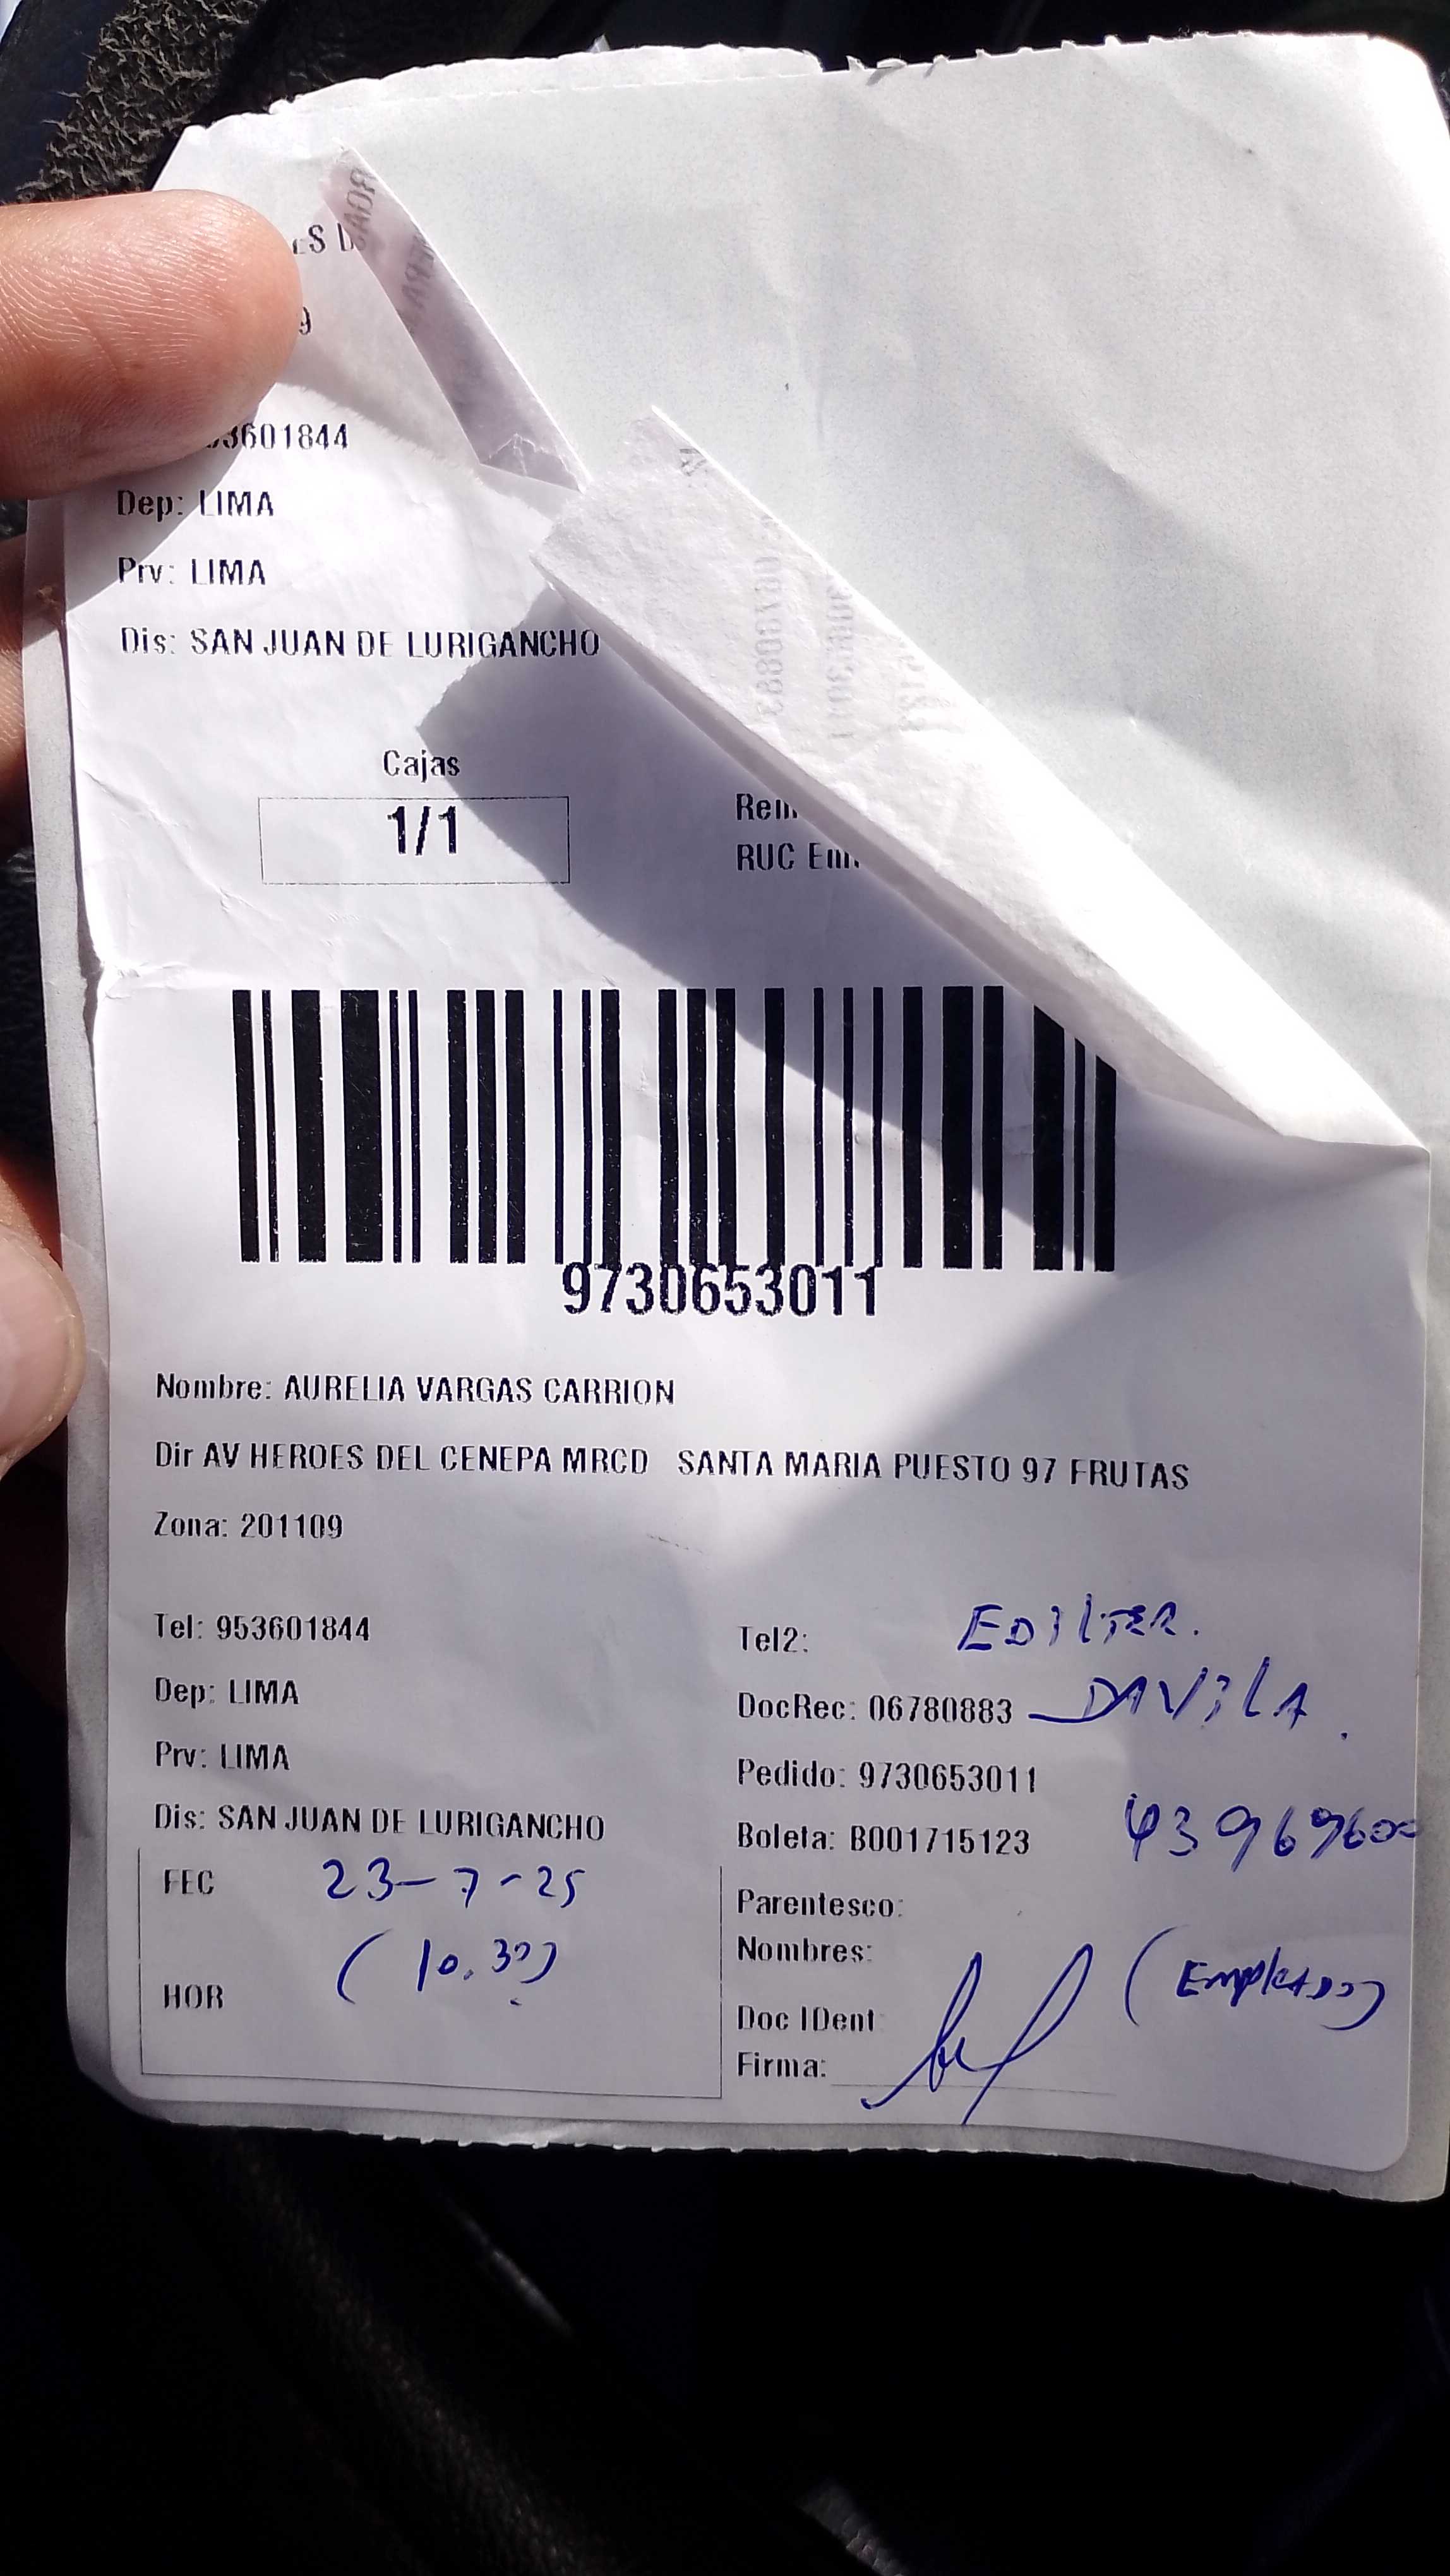 3601844
Dep: LIMA
Prv: LIMA
Dis: SAN JUAN DE LURIGANCHO
Cajas
1/1
RUC
9730653011
Nombre: AURELIA VARGAS CARRION
Dir AV HEROES DEL CENEPA MRCD SANTA MARIA PUESTO 97 FRUTAS
Zona: 201109
Tel: 953601844
Tel2:
EDILTER.
Dep: LIMA
DocRec: 06780883
DAVILA.
Prv: LIMA
Pedido: 9730653011
Dis: SAN JUAN DE LURIGANCHO
Boleta: B001715123
43969600
FEC 23-7-25
Parentesco:
(10.30)
Nombres:
(Empleado)
HOR
Doc IDent
Firma: